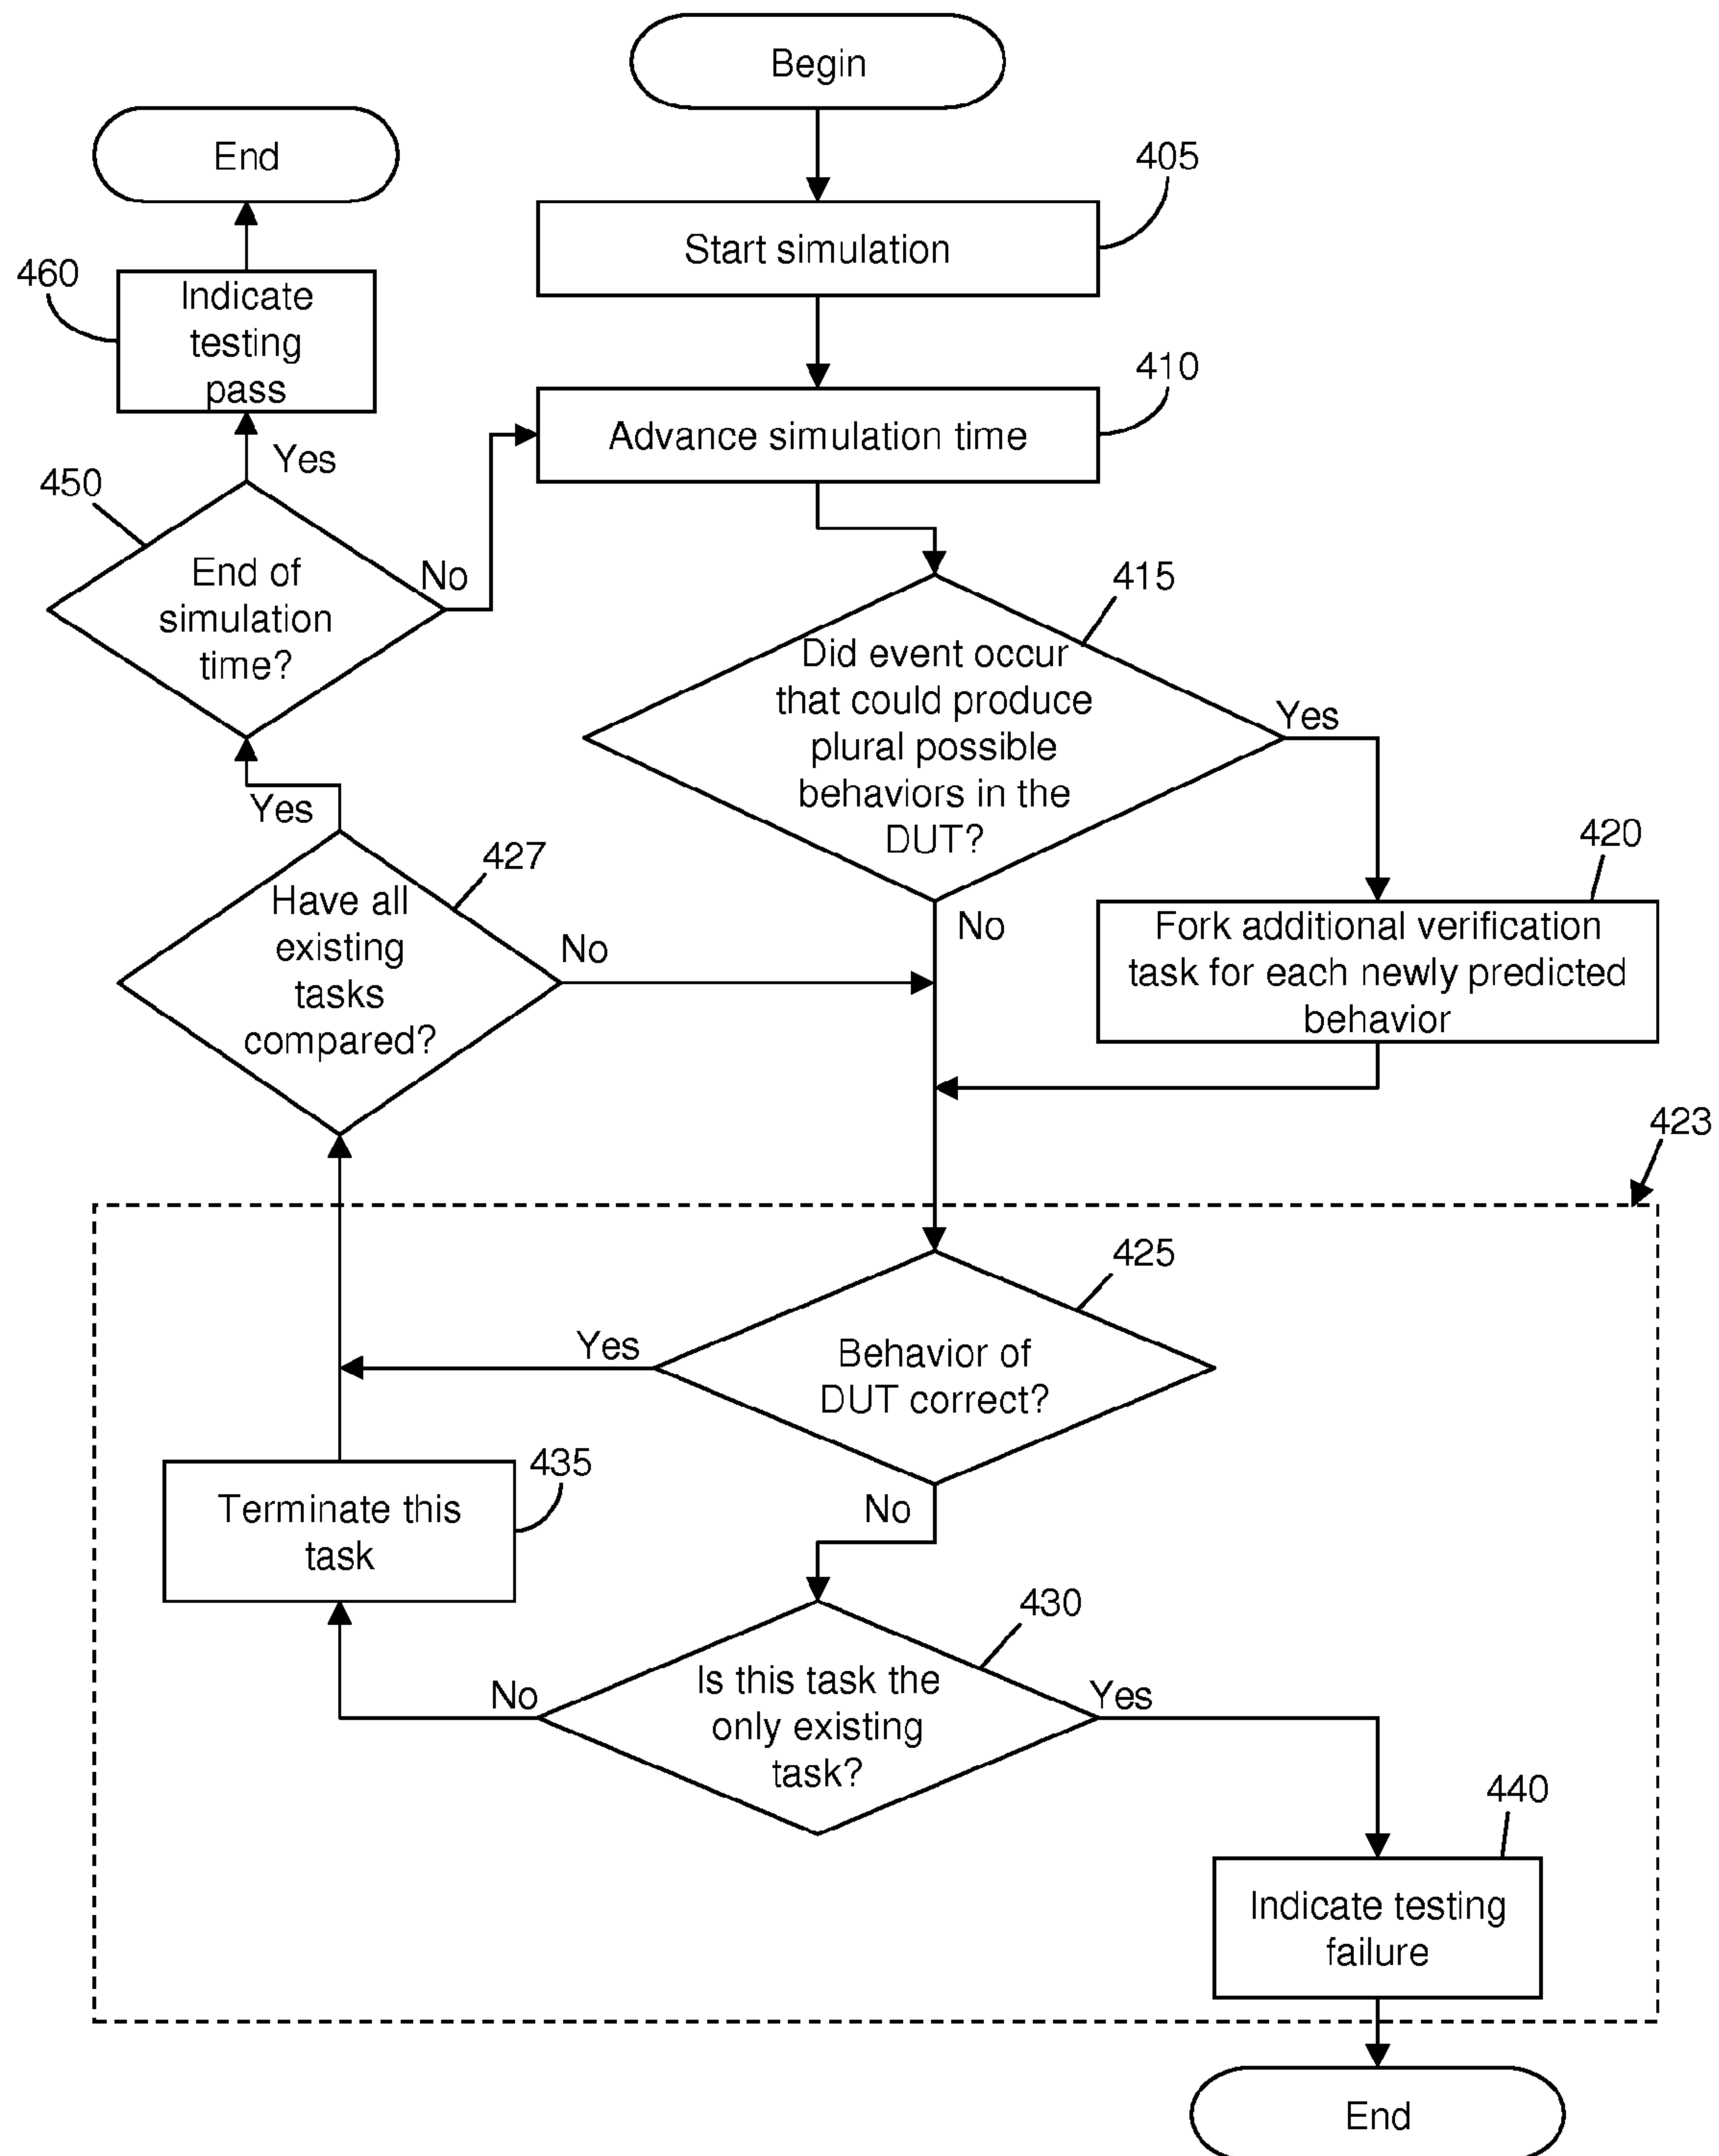 Begin
End
405
Start simulation
460
Indicate
testing
pass
410
Advance simulation time
Yes
450
End of
simulation
time?
No
415
Did event occur
that could produce
plural possible
behaviors in the
DUT?
Yes
No
420
Fork additional verification
task for each newly predicted
behavior
Yes
427
Have all
existing
tasks
compared?
No
423
425
Behavior of
DUT correct?
Yes
No
435
Terminate this
task
430
Is this task the
only existing
task?
No
Yes
440
Indicate testing
failure
End